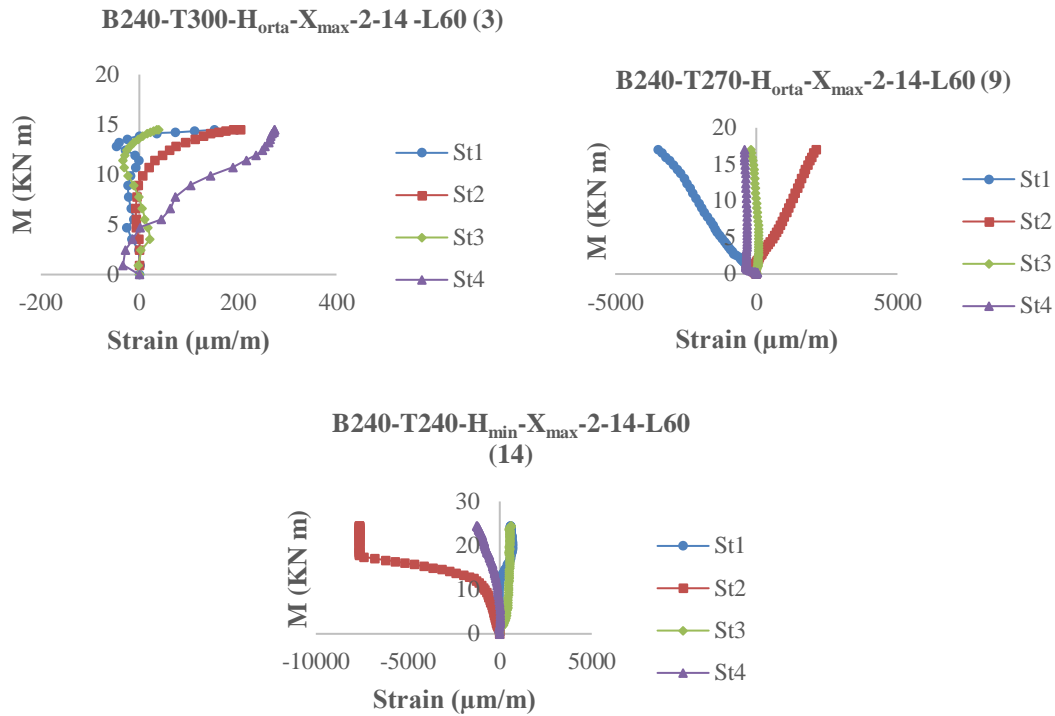 B240-T300-Horta-Xmax-2-14 -L60 (3)
20
15
10
5
0
-200 0 200 400
M (KN m)
Strain (µm/m)
St1
St2
St3
St4
B240-T270-Horta-Xmax-2-14-L60 (9)
20
15
10
5
0
-5000 0 5000
M (KN m)
Strain (µm/m)
St1
St2
St3
St4
B240-T240-Hmin-Xmax-2-14-L60
(14)
30
20
10
0
-10000 -5000 0 5000
M (KN m)
Strain (µm/m)
St1
St2
St3
St4